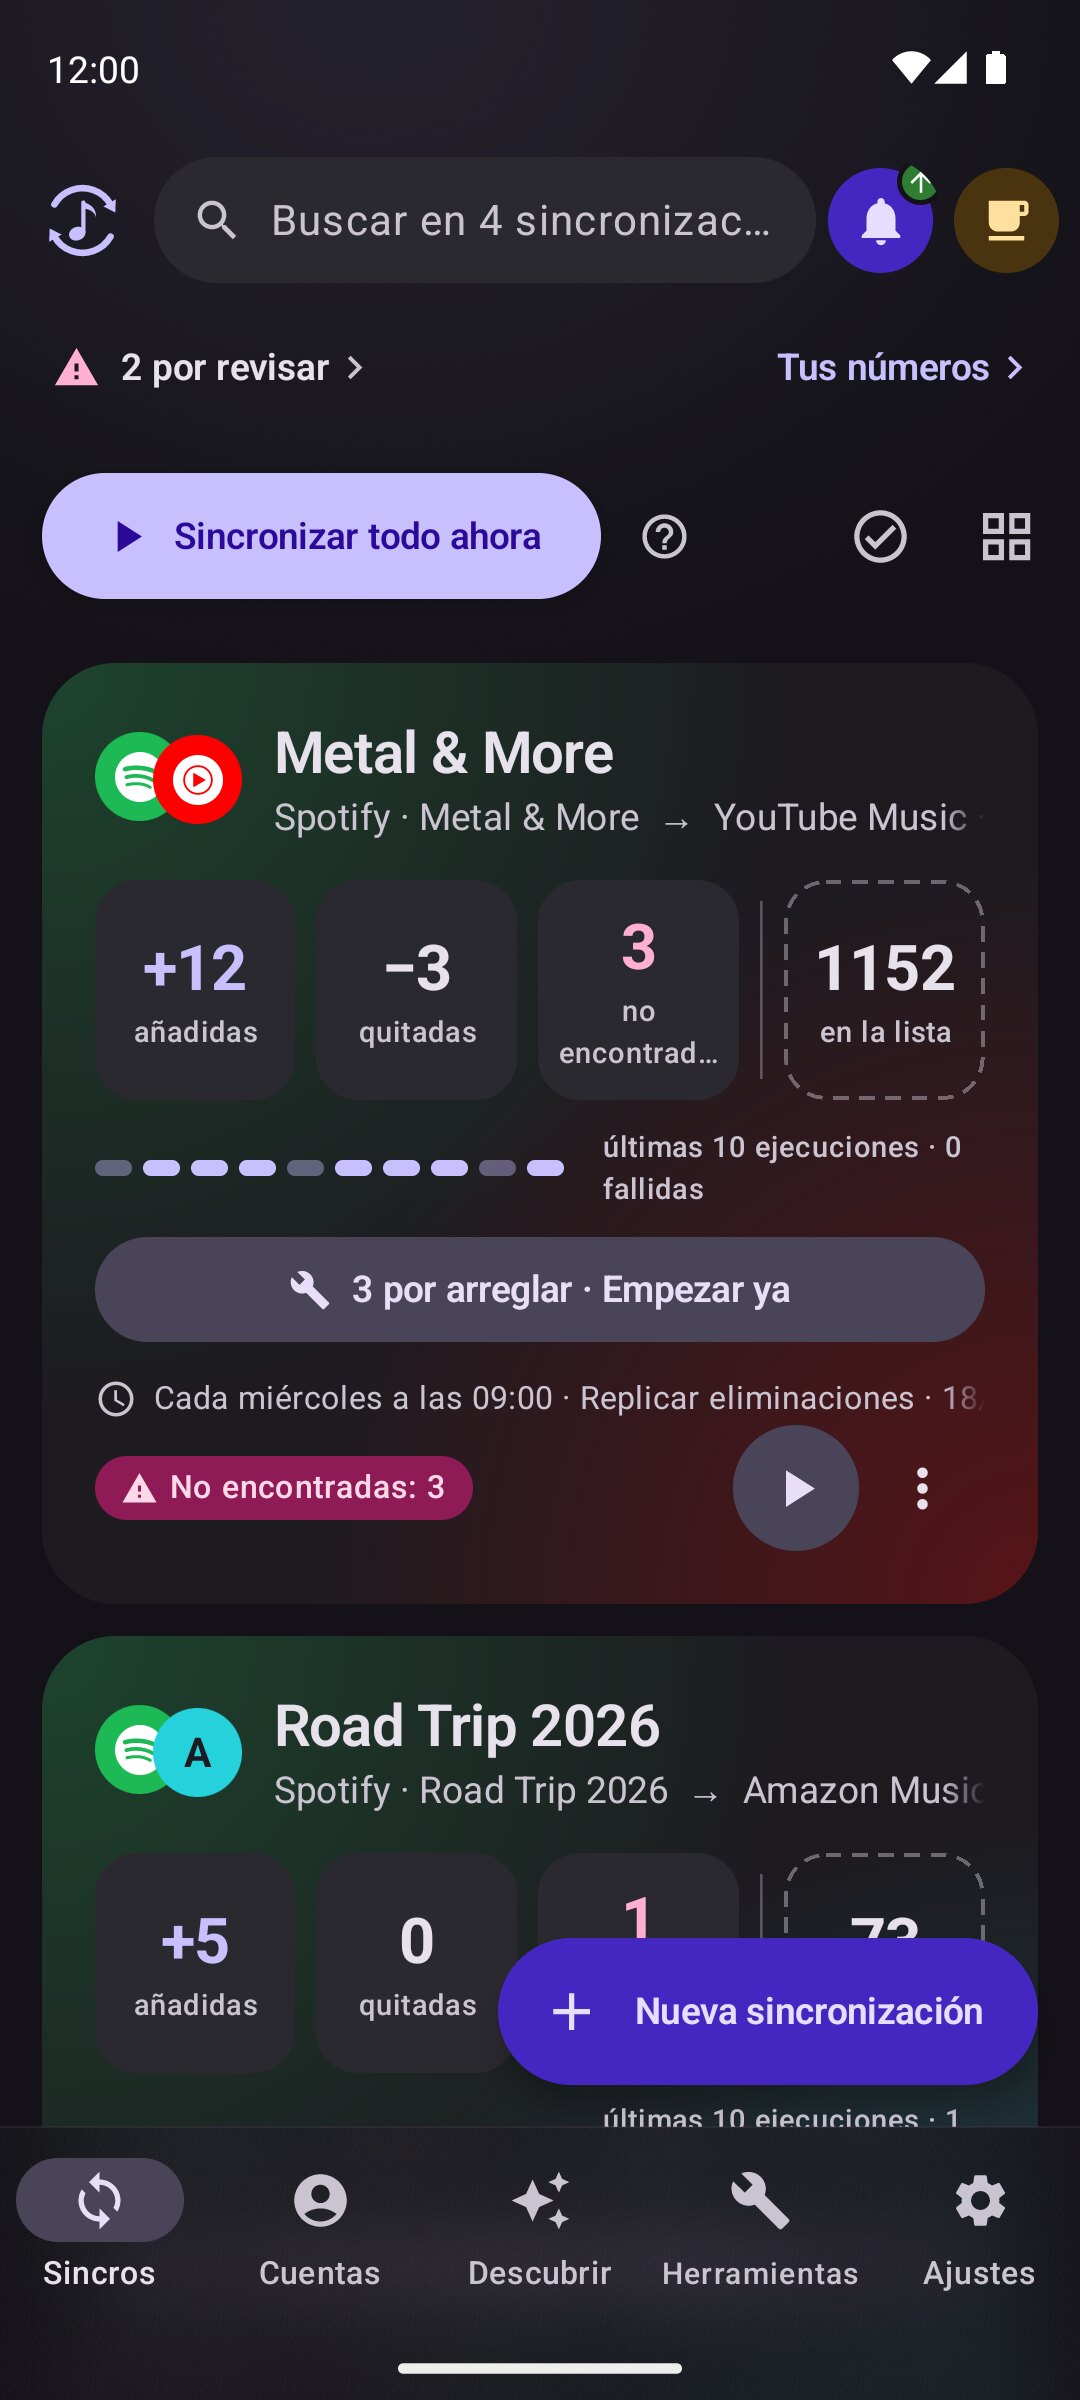 12:00
Buscar en 4 sincronizac...
2 por revisar
Tus números
Sincronizar todo ahora
Metal & More
Spotify · Metal & More → YouTube Music
+12
añadidas
−3
quitadas
3
no
encontrad...
1152
en la lista
últimas 10 ejecuciones · 0
fallidas
3 por arreglar · Empezar ya
Cada miércoles a las 09:00 · Replicar eliminaciones · 18/
No encontradas: 3
Road Trip 2026
Spotify · Road Trip 2026 → Amazon Music
A
+5
añadidas
0
quitadas
1
73
Nueva sincronización
últimas 10 ejecuciones · 1
Sincros
Cuentas
Descubrir
Herramientas
Ajustes